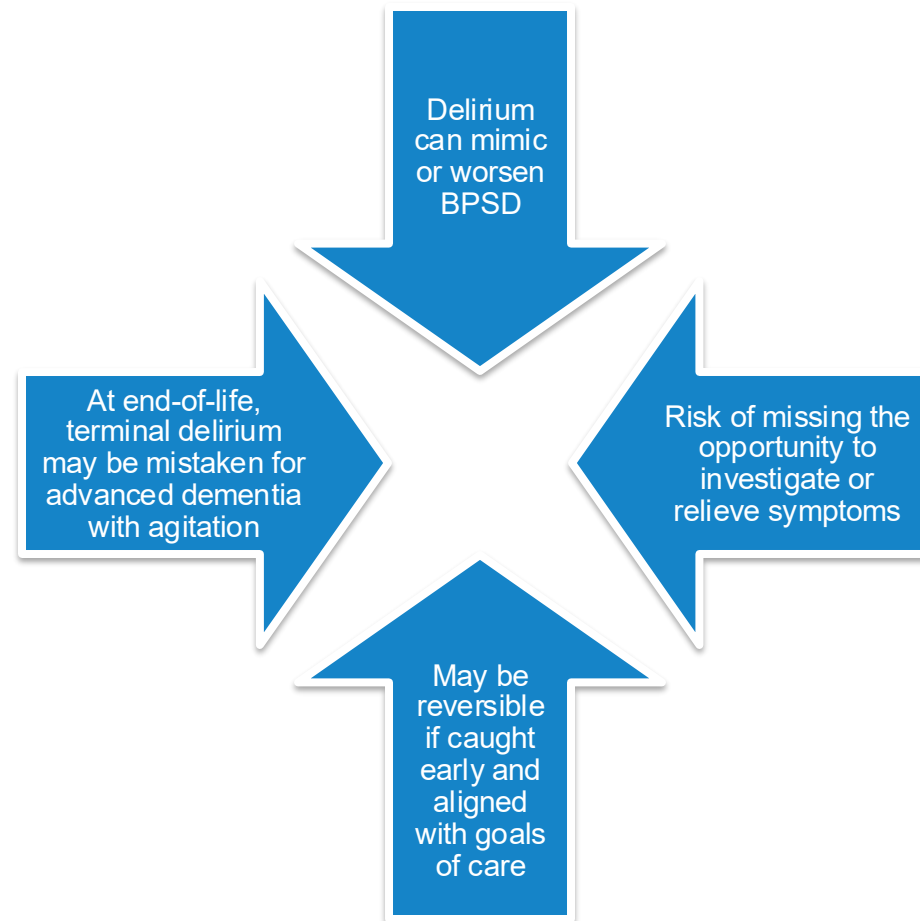 Delirium
can mimic
or worsen
BPSD
At end-of-life,
terminal delirium
may be mistaken for
advanced dementia
with agitation
Risk of missing the
opportunity to
investigate or
relieve symptoms
May be
reversible
if caught
early and
aligned
with goals
of care